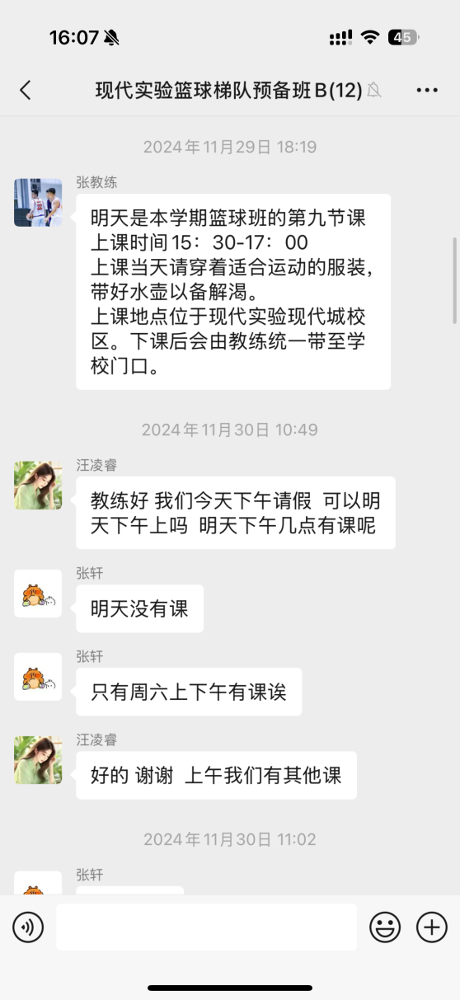 16:07
45
现代实验篮球梯队预备班B(12)
2024年11月29日 18:19
张教练
明天是本学期篮球班的第九节课
上课时间15：30-17：00
上课当天请穿着适合运动的服装，
带好水壶以备解渴。
上课地点位于现代实验现代城校
区。下课后会由教练统一带至学
校门口。
2024年11月30日 10:49
汪凌睿
教练好 我们今天下午请假  可以明
天下午上吗  明天下午几点有课呢
张轩
明天没有课
张轩
只有周六上下午有课诶
汪凌睿
好的 谢谢  上午我们有其他课
2024年11月30日 11:02
张轩